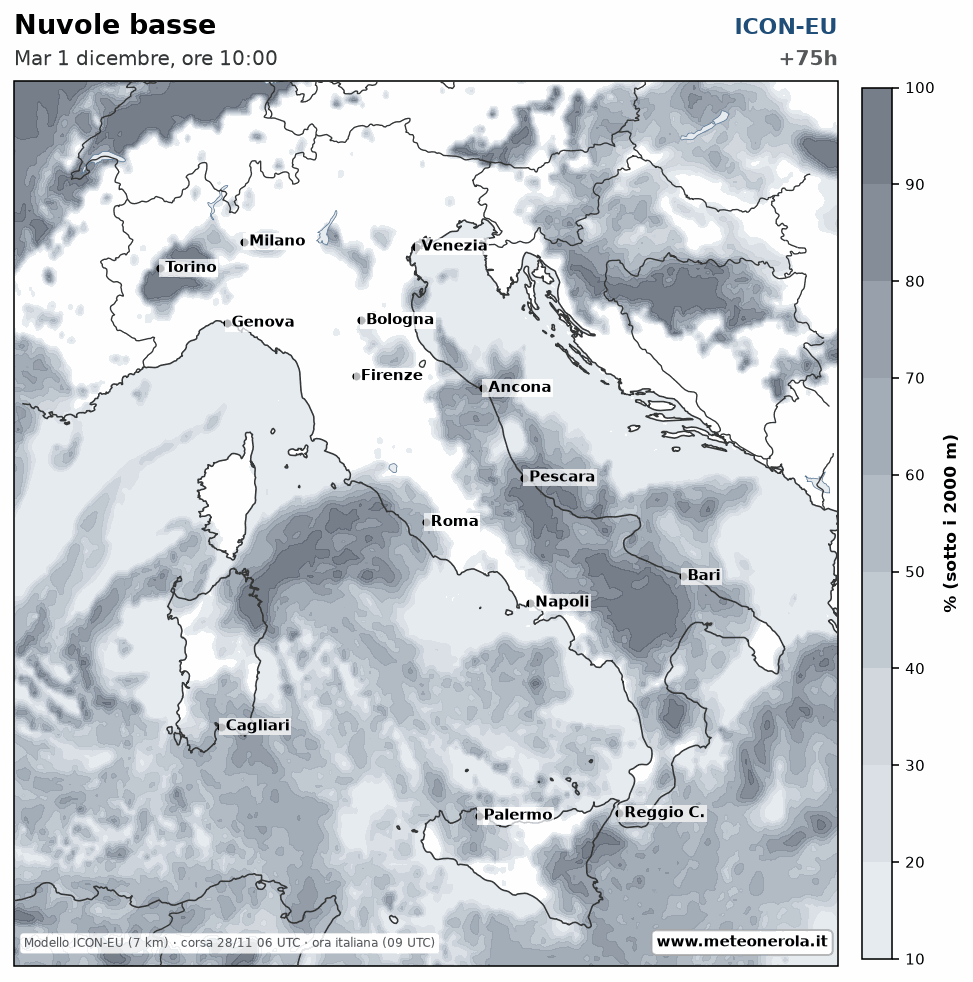 Nuvole basse
ICON-EU
Mar 1 dicembre, ore 10:00
+75h
Milano
Venezia
Torino
Genova
Bologna
Firenze
Ancona
Pescara
Roma
Bari
Napoli
Cagliari
Palermo
Reggio C.
100
90
80
70
60
50
40
30
20
10
% (sotto i 2000 m)
Modello ICON-EU (7 km) · corsa 28/11 06 UTC · ora italiana (09 UTC)
www.meteonerola.it